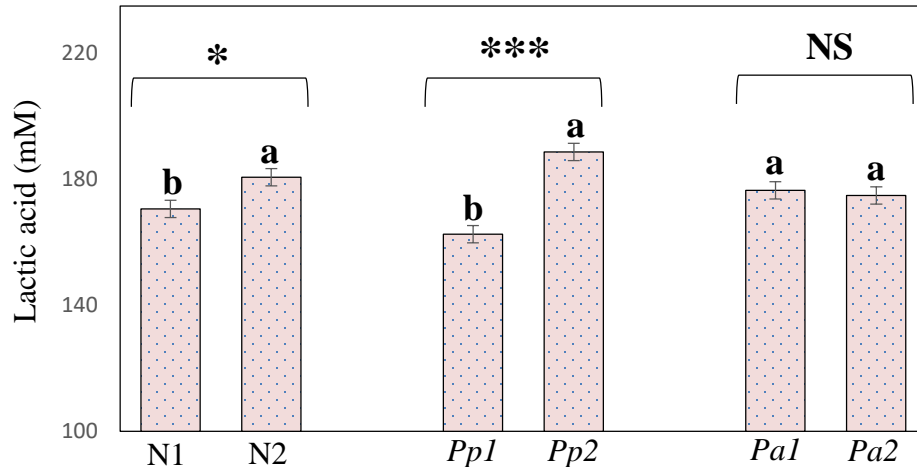 Lactic acid (mM)
220
180
140
100
* *** NS
b a b a a a
N1 N2 Pp1 Pp2 Pa1 Pa2